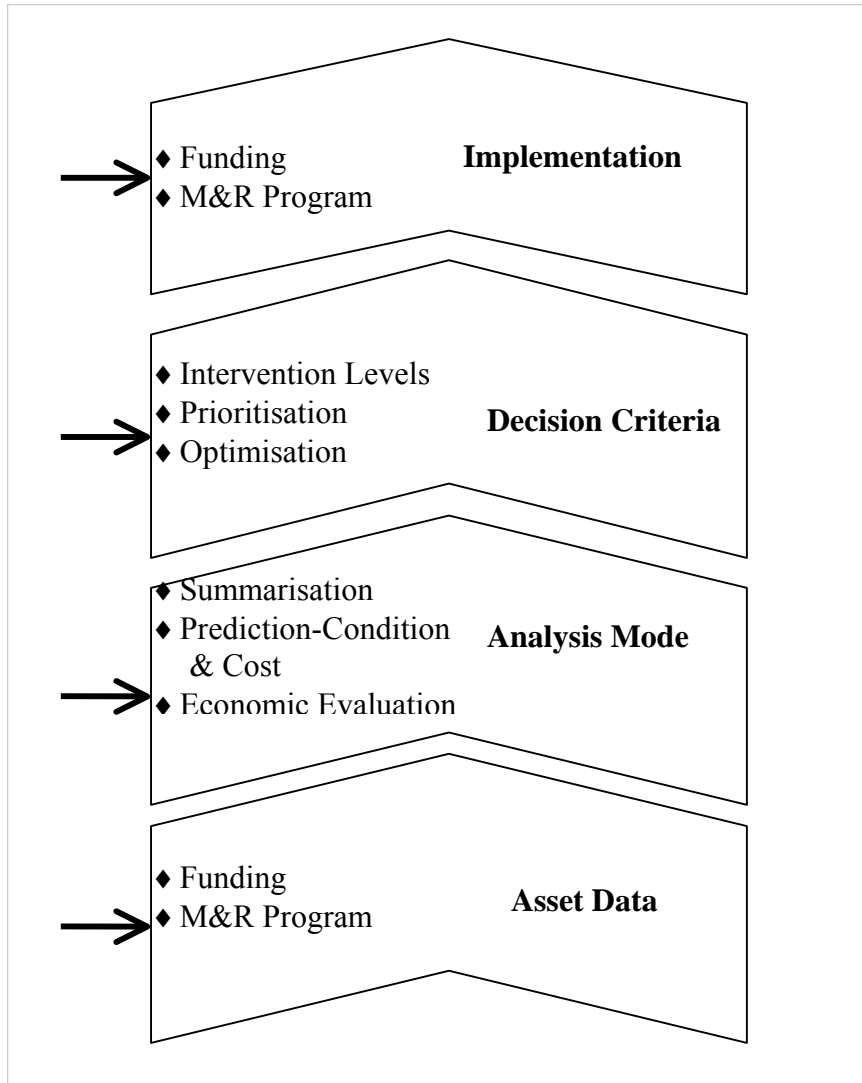 ♦ Funding
♦ M&R Program
Implementation
♦ Intervention Levels
♦ Prioritisation
♦ Optimisation
Decision Criteria
♦ Summarisation
♦ Prediction-Condition
& Cost
♦ Economic Evaluation
Analysis Mode
♦ Funding
♦ M&R Program
Asset Data